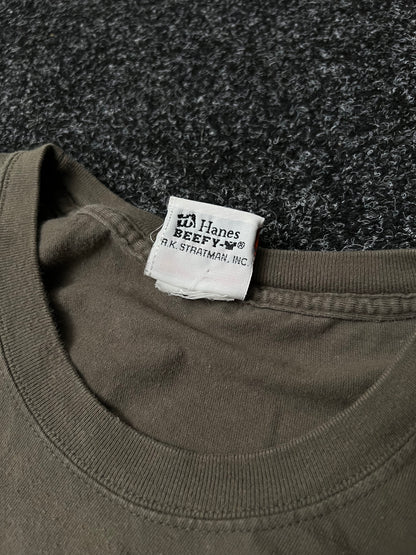 Hanes
BEEFY-T®
R.K. STRATMAN, INC.